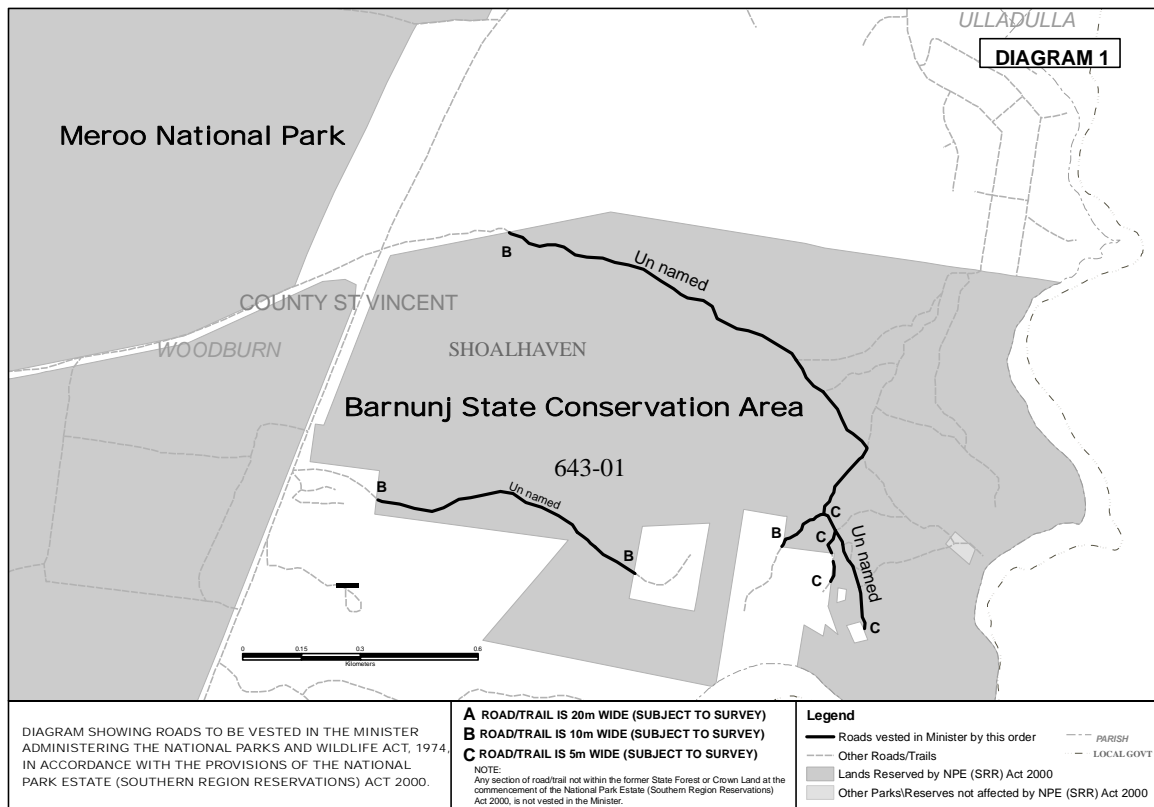 ULLADULLA
DIAGRAM 1
Meroo National Park
B
Un named
COUNTY ST VINCENT
WOODBURN
SHOALHAVEN
Barnunj State Conservation Area
643-01
B
Un named
B
B
C
C
Un named
C
C
0 0.15 0.3 0.6
Kilometers
DIAGRAM SHOWING ROADS TO BE VESTED IN THE MINISTER
ADMINISTERING THE NATIONAL PARKS AND WILDLIFE ACT, 1974,
IN ACCORDANCE WITH THE PROVISIONS OF THE NATIONAL
PARK ESTATE (SOUTHERN REGION RESERVATIONS) ACT 2000.
A ROAD/TRAIL IS 20m WIDE (SUBJECT TO SURVEY)
B ROAD/TRAIL IS 10m WIDE (SUBJECT TO SURVEY)
C ROAD/TRAIL IS 5m WIDE (SUBJECT TO SURVEY)
NOTE:
Any section of road/trail not within the former State Forest or Crown Land at the
commencement of the National Park Estate (Southern Region Reservations)
Act 2000, is not vested in the Minister.
Legend
Roads vested in Minister by this order
Other Roads/Trails
Lands Reserved by NPE (SRR) Act 2000
Other Parks\Reserves not affected by NPE (SRR) Act 2000
PARISH
LOCAL GOVT